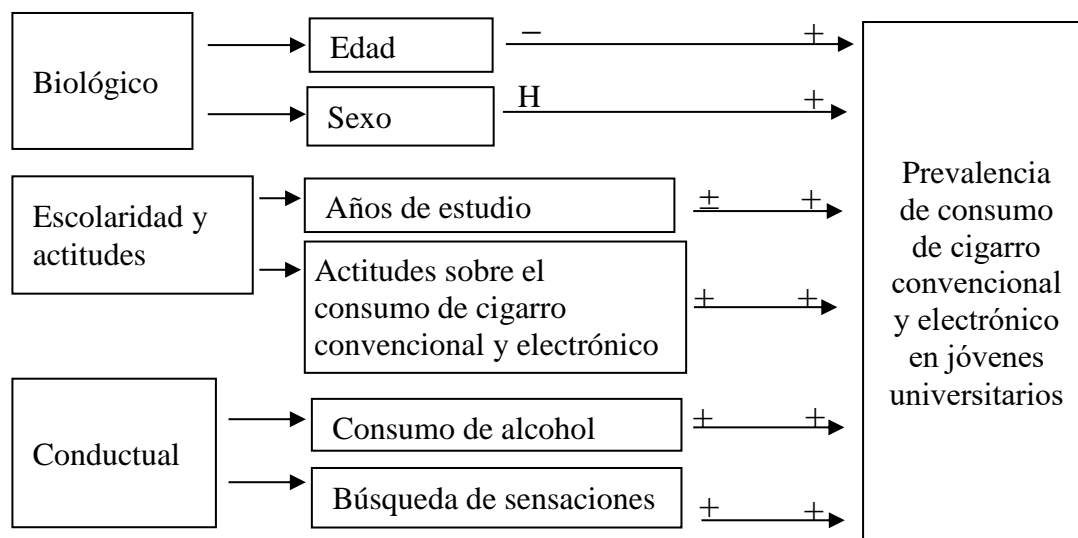 Biológico
Edad
− +
Sexo
H +
Escolaridad y
actitudes
Años de estudio
± +
Actitudes sobre el
consumo de cigarro
convencional y electrónico
+ +
Conductual
Consumo de alcohol
+ +
Búsqueda de sensaciones
+ +
Prevalencia
de consumo
de cigarro
convencional
y electrónico
en jóvenes
universitarios